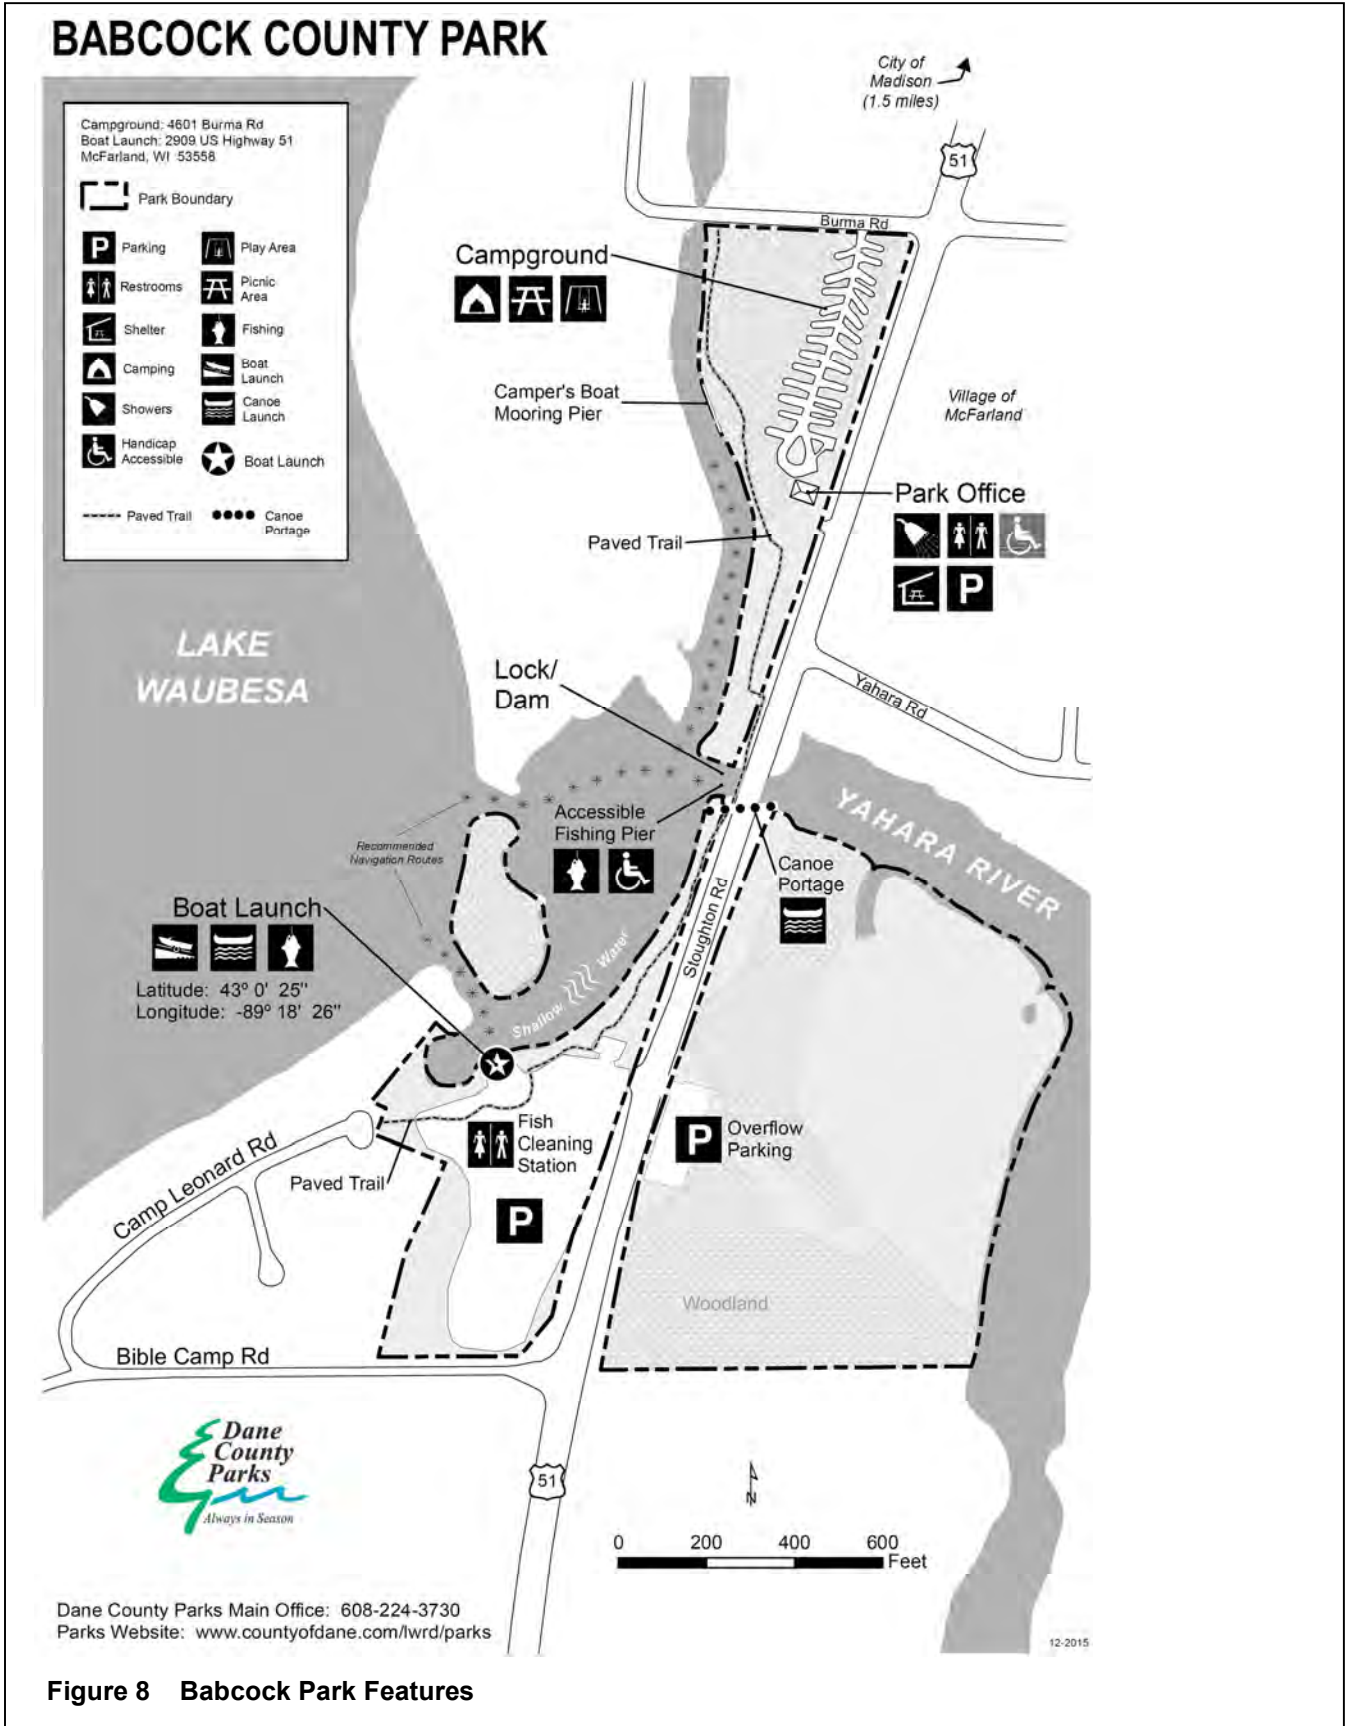 BABCOCK COUNTY PARK
City of
Madison
(1.5 miles)
51
Campground: 4601 Burma Rd
Boat Launch: 2909 US Highway 51
McFarland, WI 53558
Park Boundary
P Parking
Play Area
Restrooms
Picnic
Area
Shelter
Fishing
Camping
Boat
Launch
Showers
Canoe
Launch
Handicap
Accessible
Boat Launch
Paved Trail
Canoe
Portage
Burma Rd
Campground
Camper's Boat
Mooring Pier
Village of
McFarland
Park Office
P
Paved Trail
LAKE
WAUBESA
Lock/
Dam
Yahara Rd
YAHARA RIVER
Accessible
Fishing Pier
Recommended
Navigation Routes
Canoe
Portage
Stoughton Rd
Boat Launch
Latitude: 43º 0' 25"
Longitude: -89º 18' 26"
Shallow Water
Fish
Cleaning
Station
P
Overflow
Parking
Camp Leonard Rd
Paved Trail
P
Woodland
Bible Camp Rd
Dane
County
Parks
Always in Season
51
N
0 200 400 600
Feet
Dane County Parks Main Office: 608-224-3730
Parks Website: www.countyofdane.com/lwrd/parks
12-2015
Figure 8 Babcock Park Features